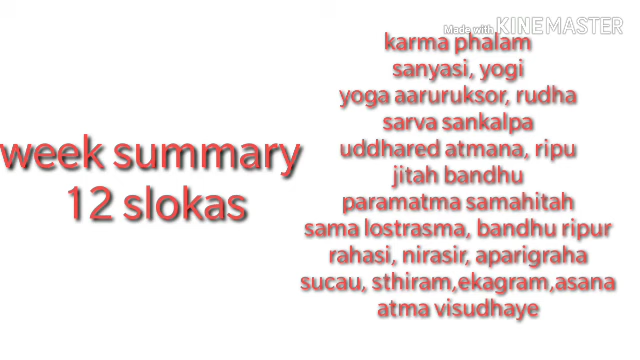 Made with KINEMASTER
week summary
12 slokas
karma phalam
sanyasi, yogi
yoga aaruruksor, rudha
sarva sankalpa
uddhared atmana, ripu
jitah bandhu
paramatma samahitah
sama lostrasma, bandhu ripur
rahasi, nirasir, aparigraha
sucau, sthiram,ekagram,asana
atma visudhaye